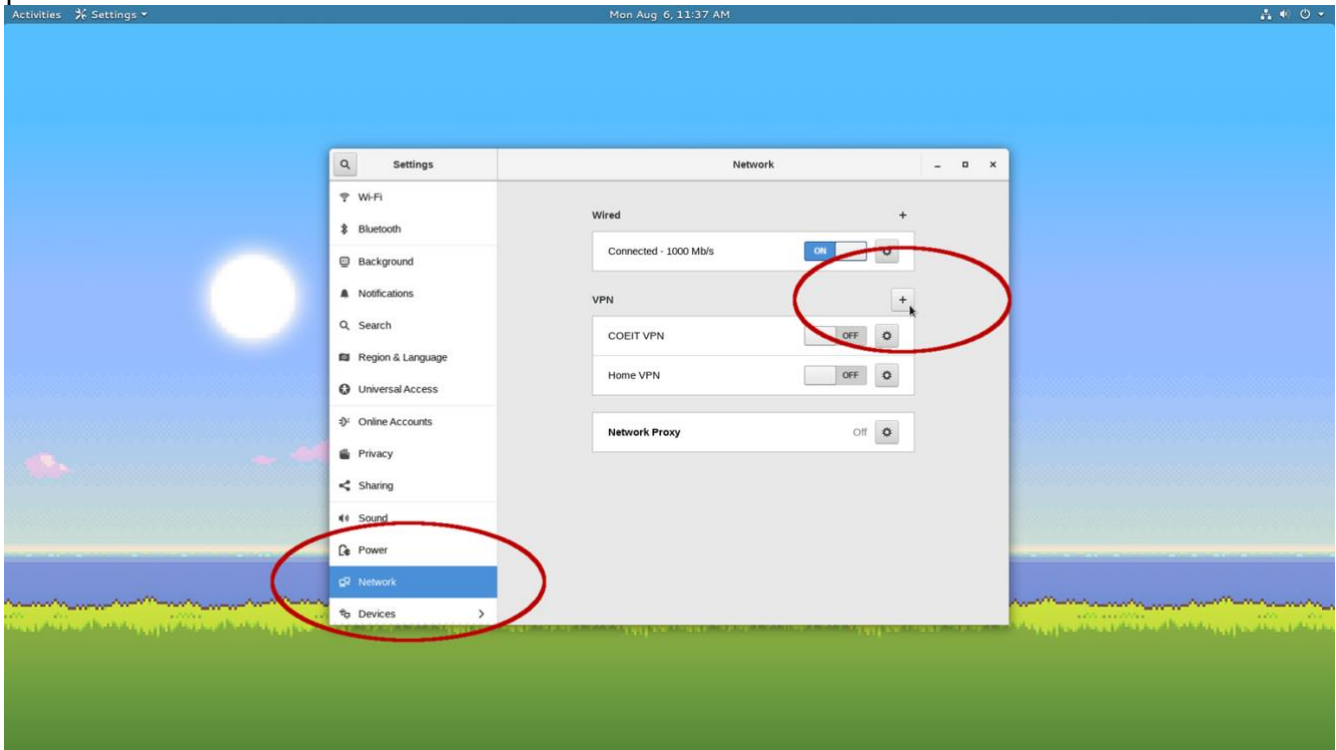 Activities Settings Mon Aug 6, 11:37 AM
Settings Network
Wi-Fi
Bluetooth
Background
Notifications
Search
Region & Language
Universal Access
Online Accounts
Privacy
Sharing
Sound
Power
Network
Devices
Wired
Connected - 1000 Mb/s ON
VPN
COEIT VPN OFF
Home VPN OFF
Network Proxy Off